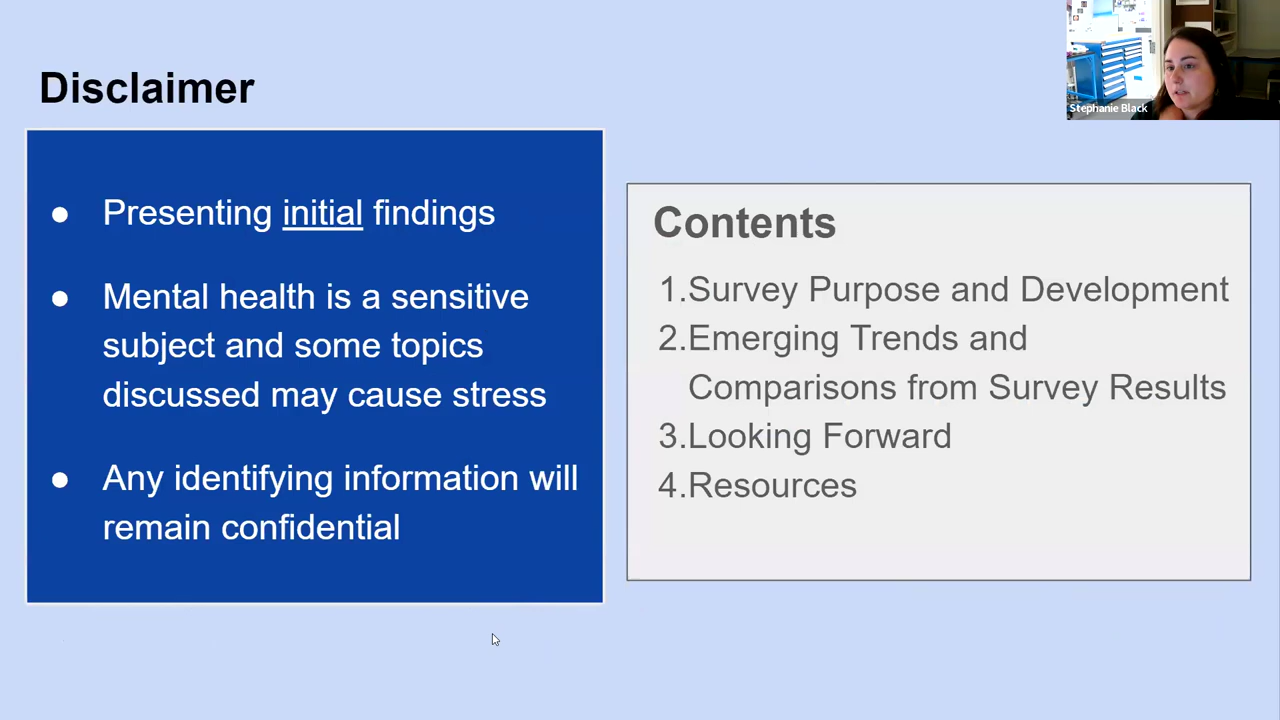 Disclaimer
● Presenting initial findings
● Mental health is a sensitive
subject and some topics
discussed may cause stress
● Any identifying information will
remain confidential
Contents
1.Survey Purpose and Development
2.Emerging Trends and
Comparisons from Survey Results
3.Looking Forward
4.Resources
Stephanie Black